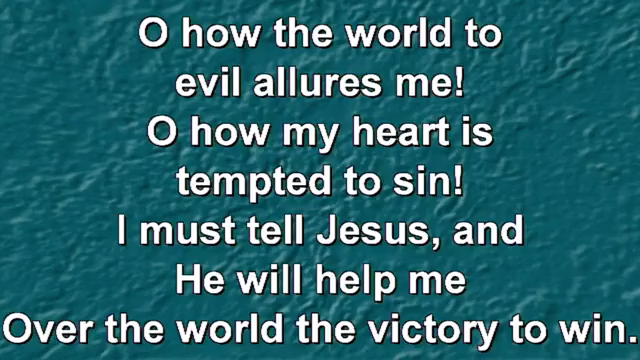 O how the world to
evil allures me!
O how my heart is
tempted to sin!
I must tell Jesus, and
He will help me
Over the world the victory to win.